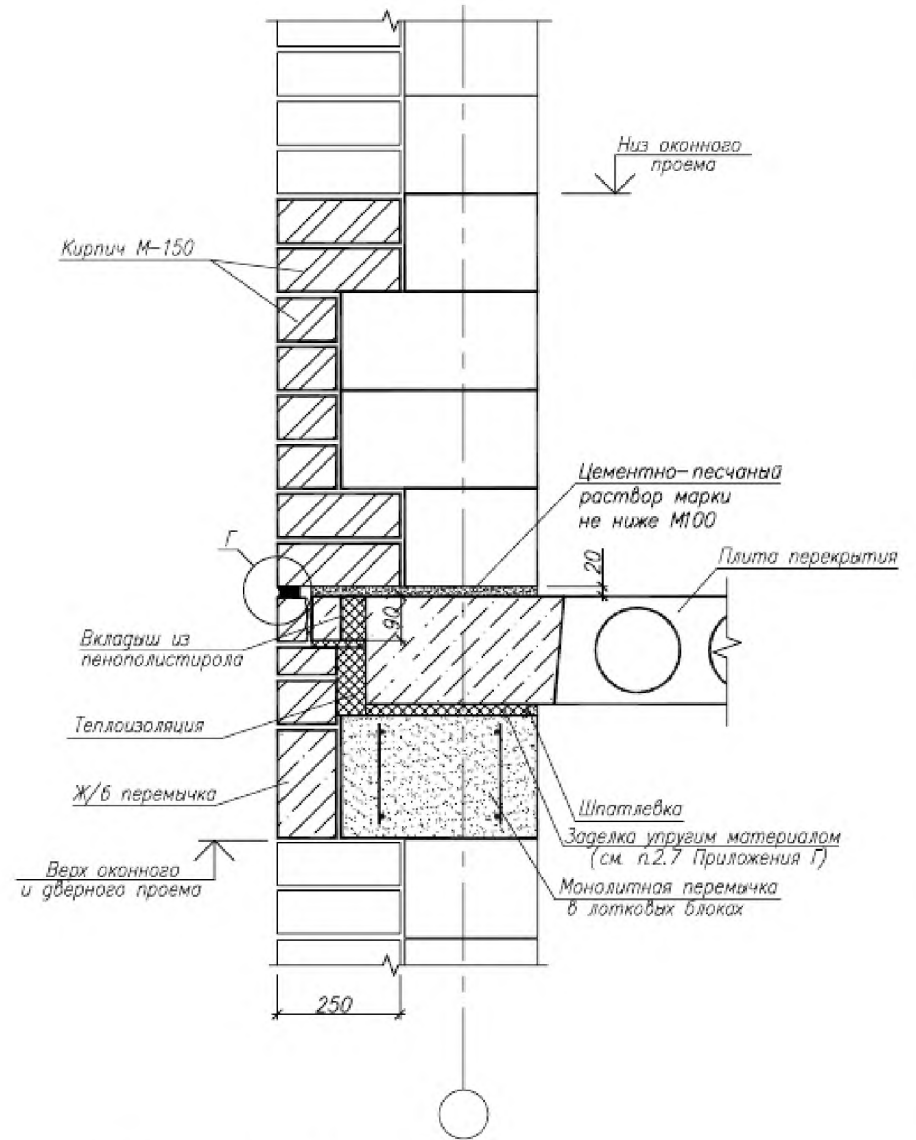 Низ оконного
проема
Кирпич М-150
Цементно-песчаный
раствор марки
не ниже М100
Г
20
Плита перекрытия
90
Вкладыш из
пенополистирола
Теплоизоляция
Ж/б перемычка
Шпатлевка
Заделка упругим материалом
(см. п.2.7 Приложения Г)
Верх оконного
и дверного проема
Монолитная перемычка
в лотковых блоках
250